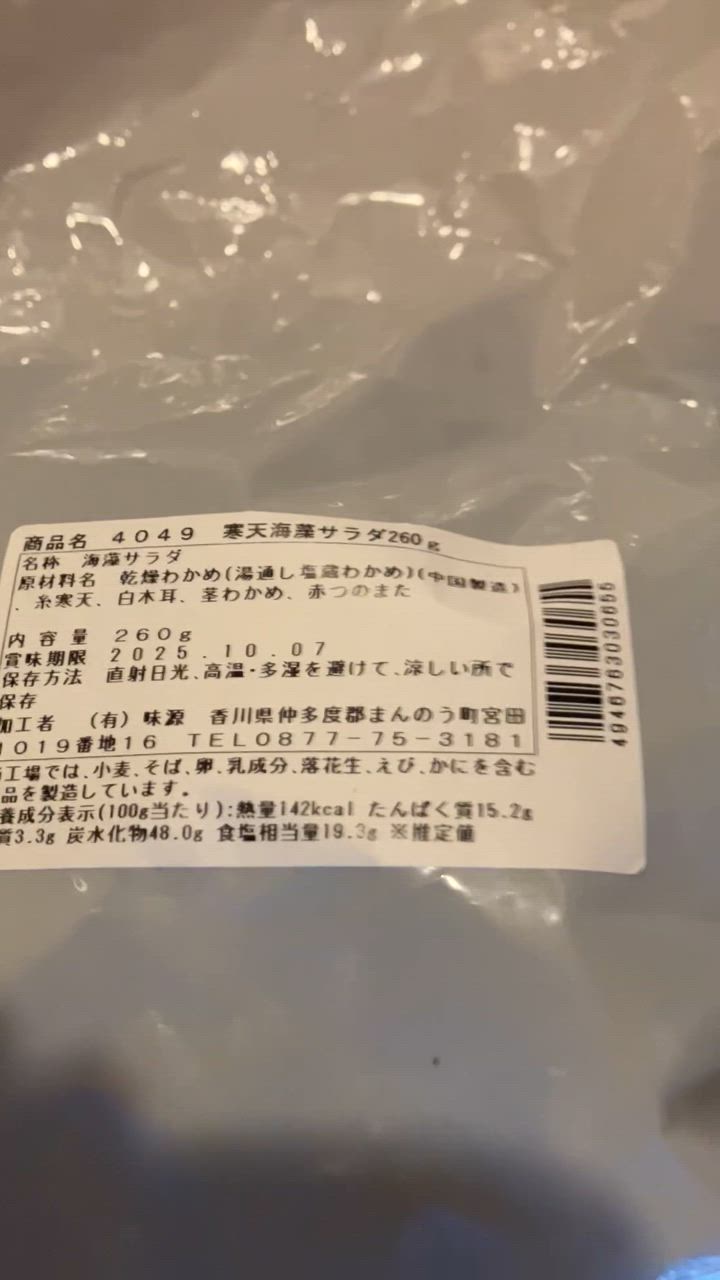 商品名 4049 寒天海藻サラダ260g
名称 海藻サラダ
原材料名 乾燥わかめ(湯通し塩蔵わかめ)(中国製造)
、糸寒天、白木耳、茎わかめ、赤つのまた
内容量 260g
賞味期限 2025.10.07
保存方法 直射日光、高温・多湿を避けて、涼しい所で
保存
加工者 (有)味源 香川県仲多度郡まんのう町宮田
1019番地16 TEL0877-75-3181
工場では、小麦、そば、卵、乳成分、落花生、えび、かにを含む
品を製造しています。
養成分表示(100g当たり):熱量142kcal たんぱく質15.2g
質3.3g 炭水化物48.0g 食塩相当量19.3g ※推定値
4946763030655